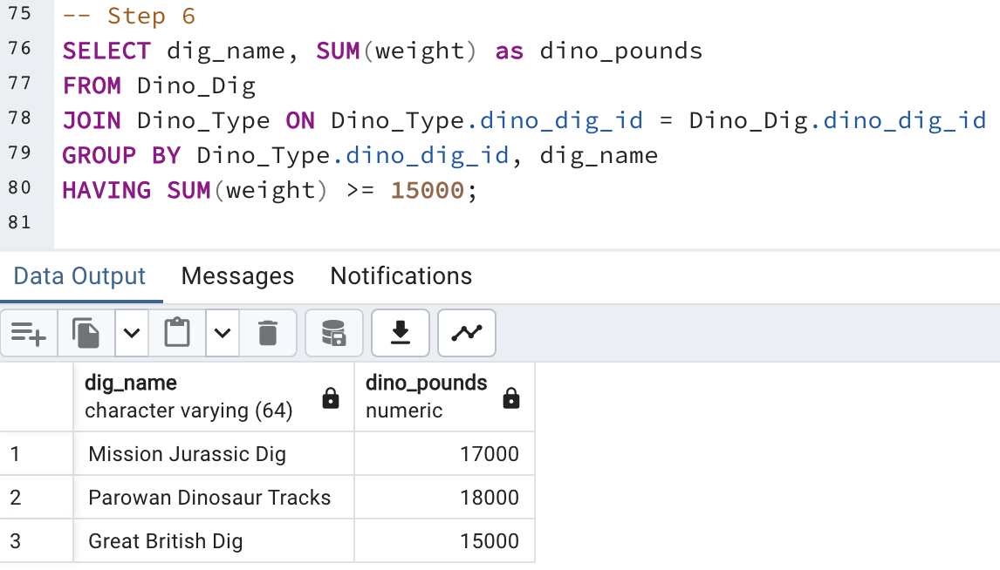 75 -- Step 6
76 SELECT dig_name, SUM(weight) as dino_pounds
77 FROM Dino_Dig
78 JOIN Dino_Type ON Dino_Type.dino_dig_id = Dino_Dig.dino_dig_id
79 GROUP BY Dino_Type.dino_dig_id, dig_name
80 HAVING SUM(weight) >= 15000;
81
Data Output Messages Notifications
dig_name dino_pounds
character varying (64) numeric
1 Mission Jurassic Dig 17000
2 Parowan Dinosaur Tracks 18000
3 Great British Dig 15000